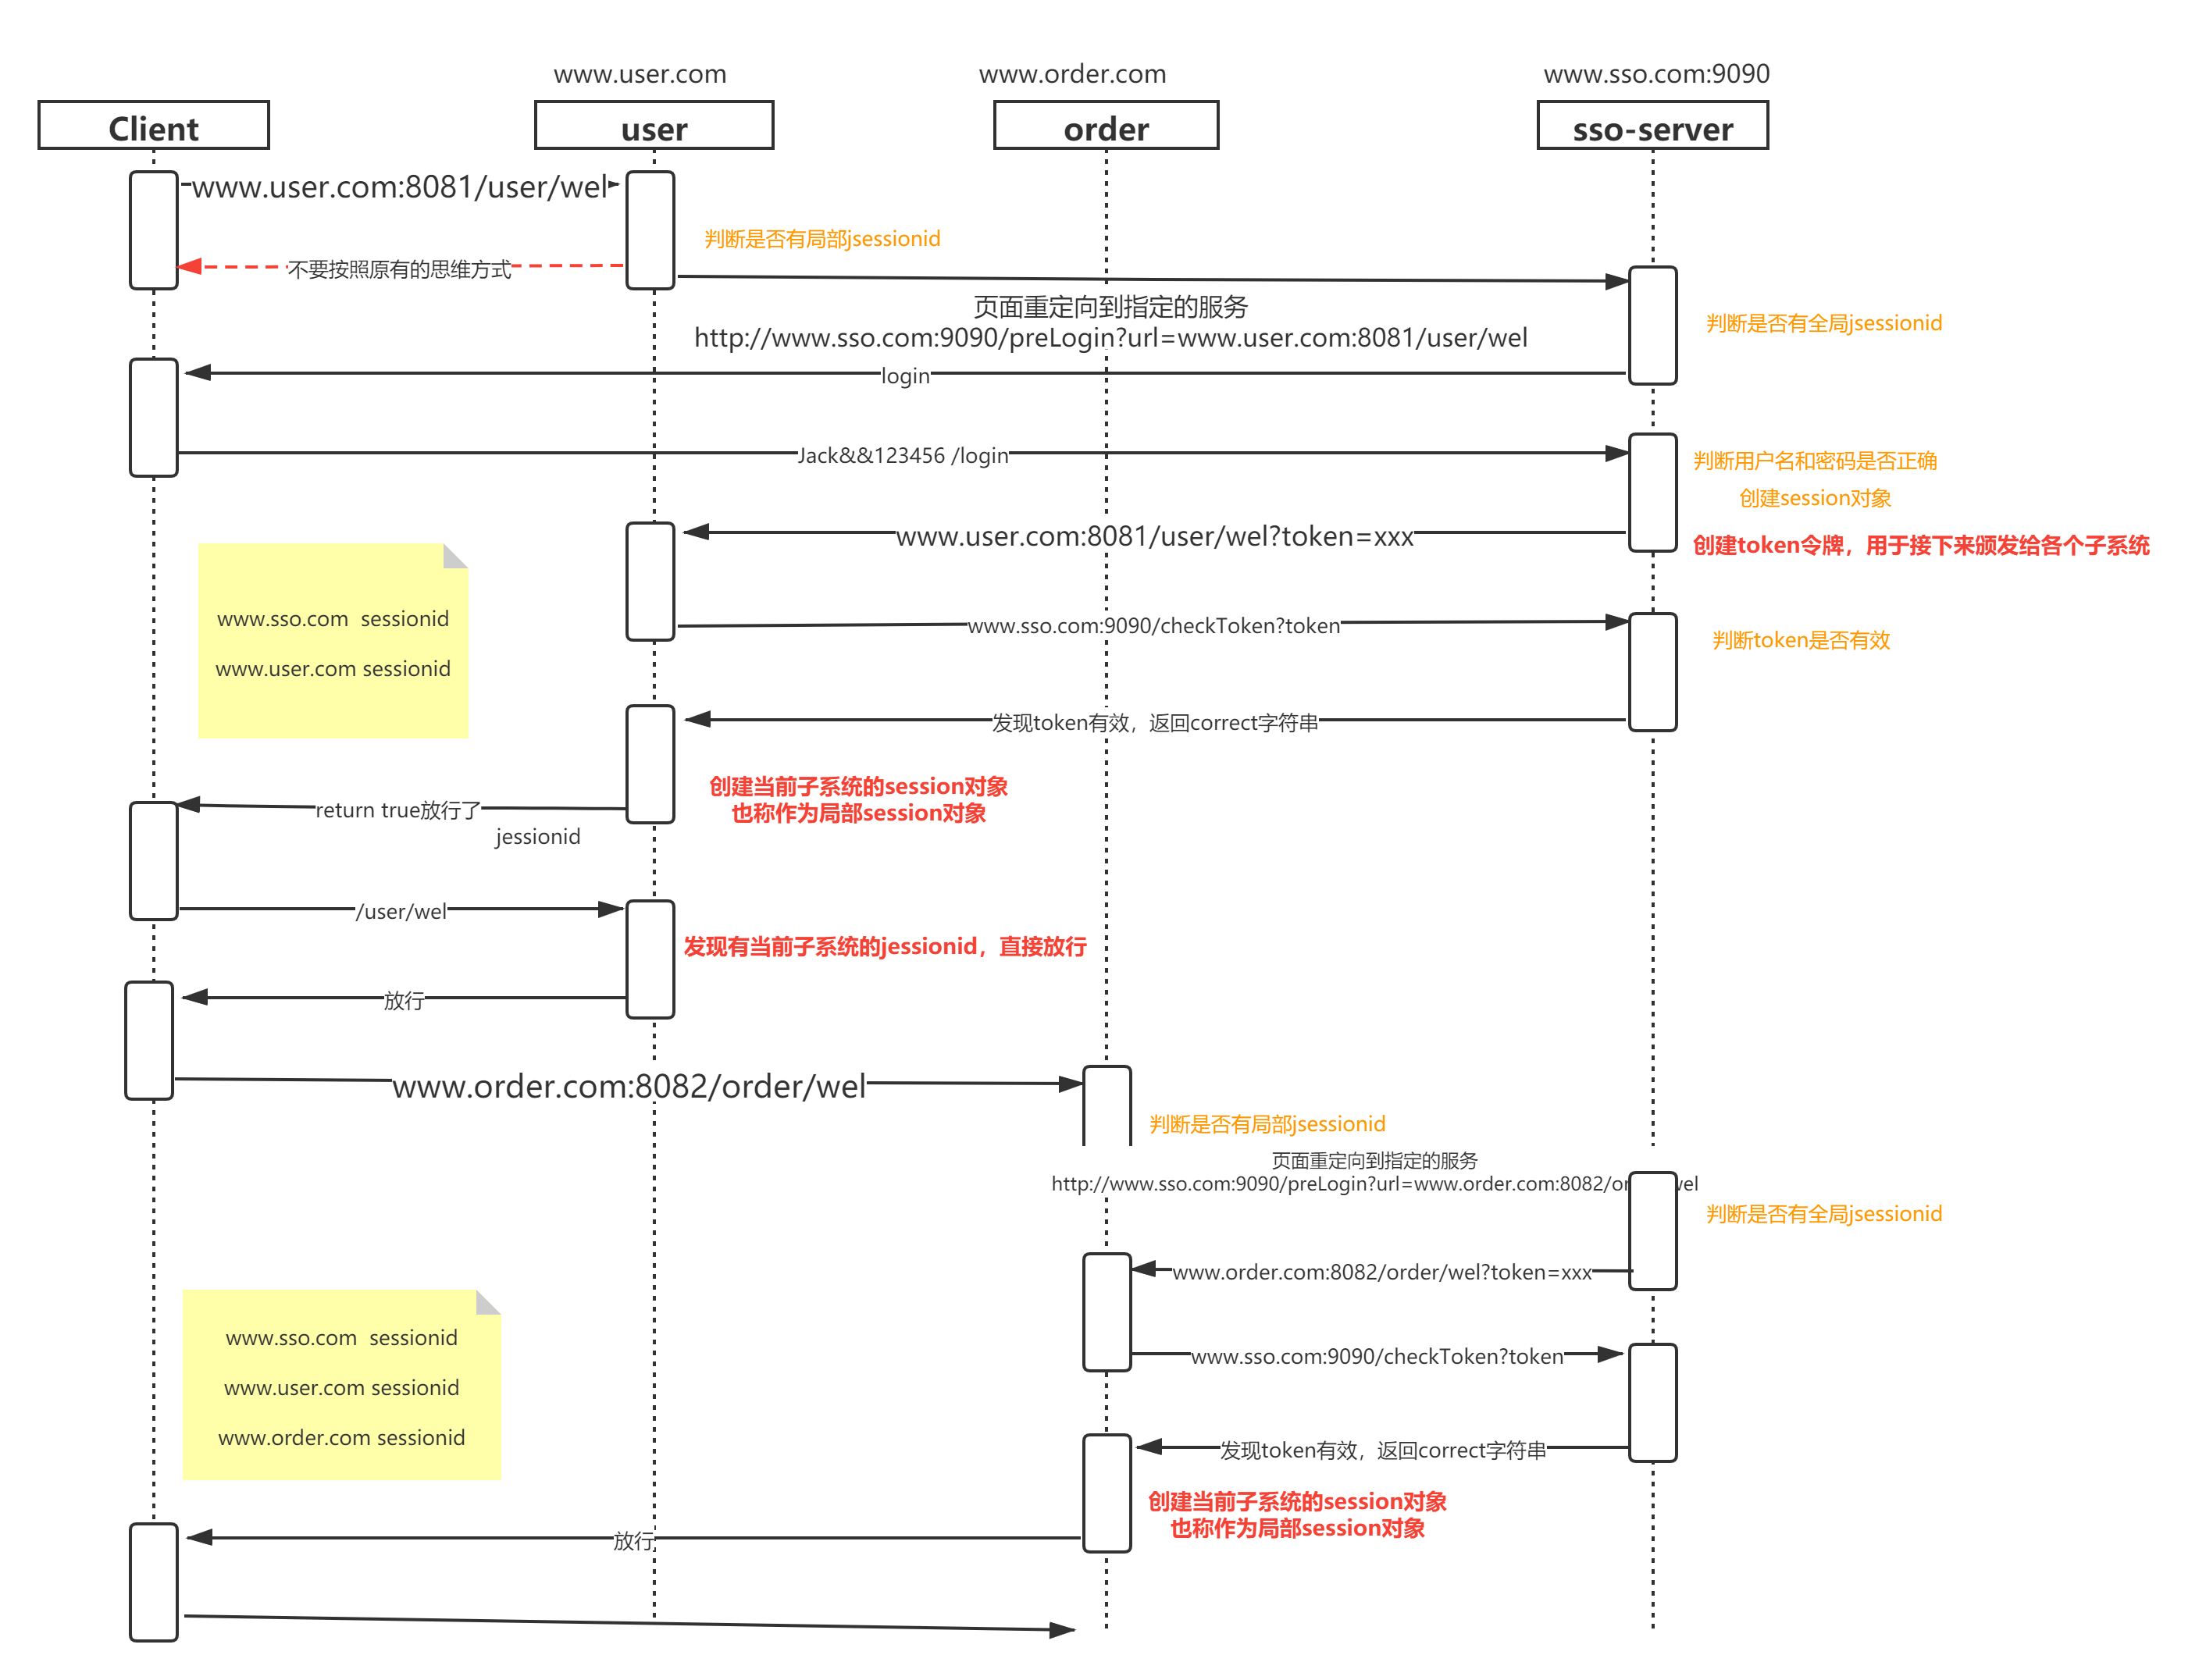 www.user.com
www.order.com
www.sso.com:9090
Client
user
order
sso-server
www.user.com:8081/user/wel
判断是否有局部jsessionid
不要按照原有的思维方式
页面重定向到指定的服务
http://www.sso.com:9090/preLogin?url=www.user.com:8081/user/wel
判断是否有全局jsessionid
login
Jack&&123456 /login
判断用户名和密码是否正确
创建session对象
www.user.com:8081/user/wel?token=xxx
创建token令牌，用于接下来颁发给各个子系统
www.sso.com  sessionid
www.user.com sessionid
www.sso.com:9090/checkToken?token
判断token是否有效
发现token有效，返回correct字符串
创建当前子系统的session对象
也称作为局部session对象
return true放行了
jessionid
/user/wel
发现有当前子系统的jessionid，直接放行
放行
www.order.com:8082/order/wel
判断是否有局部jsessionid
页面重定向到指定的服务
http://www.sso.com:9090/preLogin?url=www.order.com:8082/or wel
判断是否有全局jsessionid
www.order.com:8082/order/wel?token=xxx
www.sso.com  sessionid
www.user.com sessionid
www.order.com sessionid
www.sso.com:9090/checkToken?token
发现token有效，返回correct字符串
创建当前子系统的session对象
也称作为局部session对象
放行